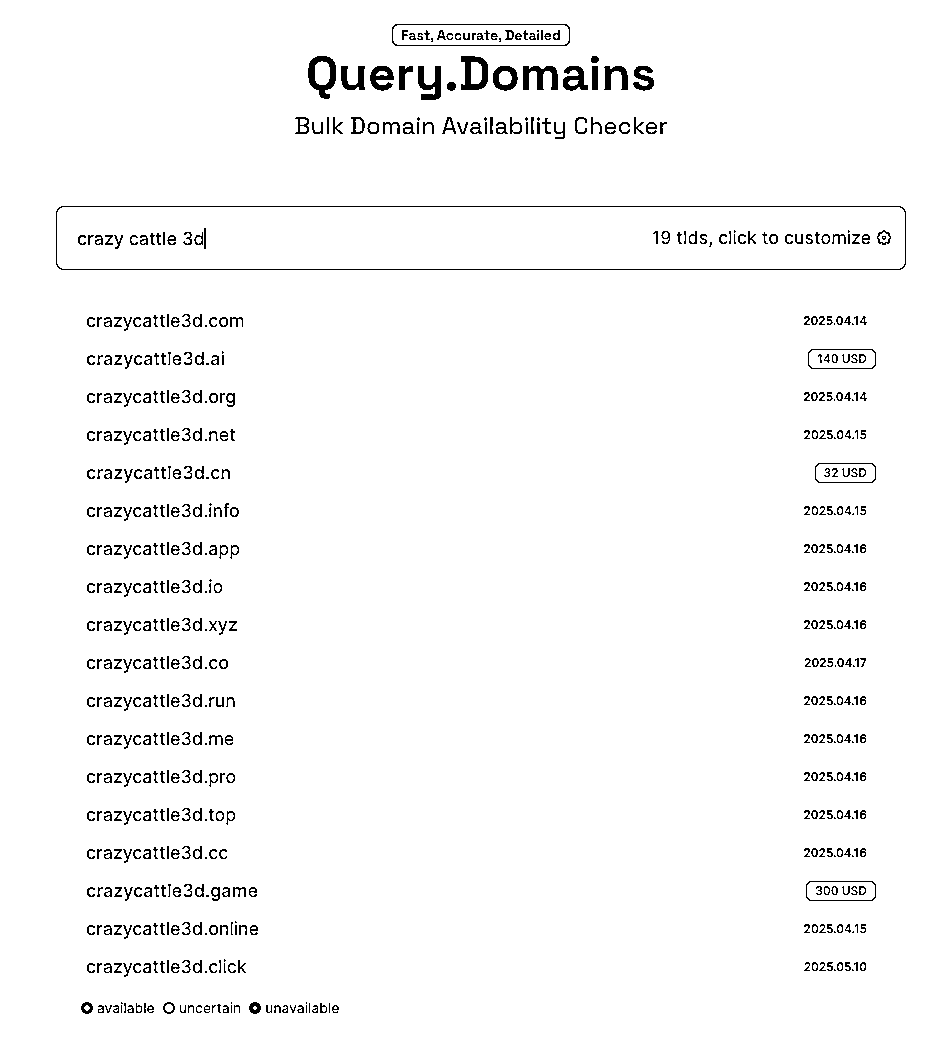 Fast, Accurate, Detailed
Query.Domains
Bulk Domain Availability Checker
crazy cattle 3d 19 tlds, click to customize
crazycattle3d.com 2025.04.14
crazycattle3d.ai 140 USD
crazycattle3d.org 2025.04.14
crazycattle3d.net 2025.04.15
crazycattle3d.cn 32 USD
crazycattle3d.info 2025.04.15
crazycattle3d.app 2025.04.16
crazycattle3d.io 2025.04.16
crazycattle3d.xyz 2025.04.16
crazycattle3d.co 2025.04.17
crazycattle3d.run 2025.04.16
crazycattle3d.me 2025.04.16
crazycattle3d.pro 2025.04.16
crazycattle3d.top 2025.04.16
crazycattle3d.cc 2025.04.16
crazycattle3d.game 300 USD
crazycattle3d.online 2025.04.15
crazycattle3d.click 2025.05.10
available uncertain unavailable